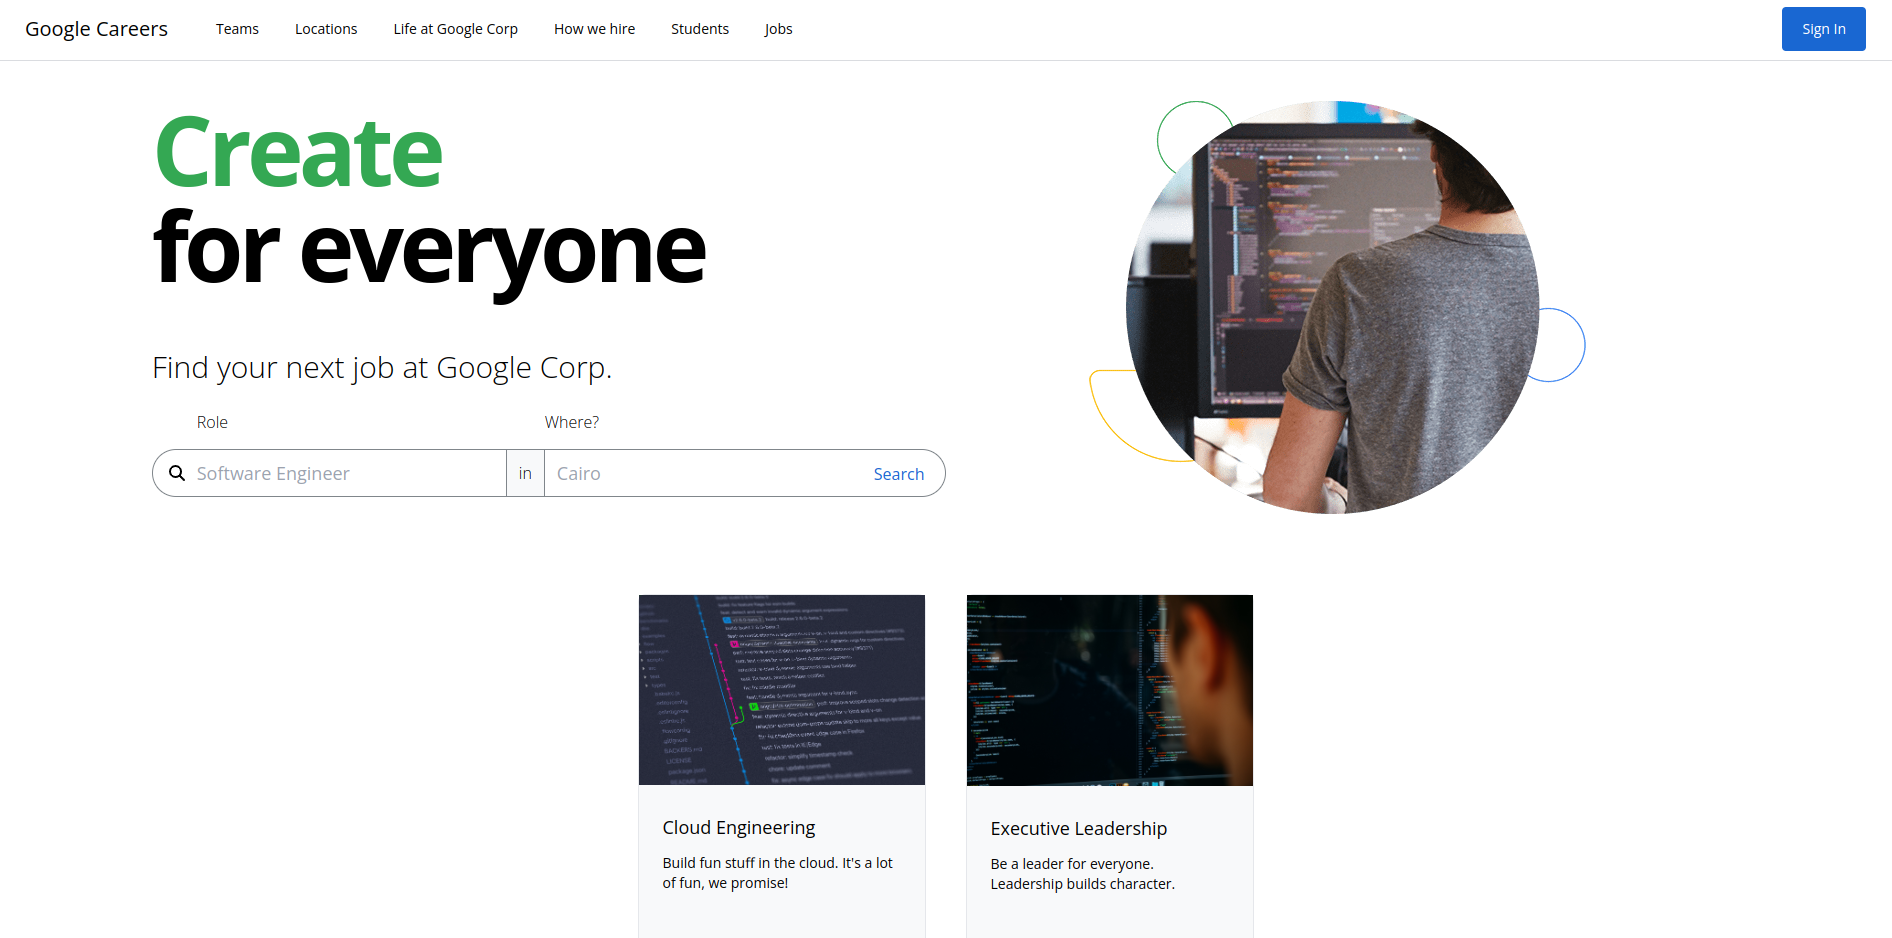 Google Careers
Teams
Locations
Life at Google Corp
How we hire
Students
Jobs
Sign In
Create
for everyone
Find your next job at Google Corp.
Role
Where?
Software Engineer
in
Cairo
Search
Cloud Engineering
Build fun stuff in the cloud. It's a lot
of fun, we promise!
Executive Leadership
Be a leader for everyone.
Leadership builds character.